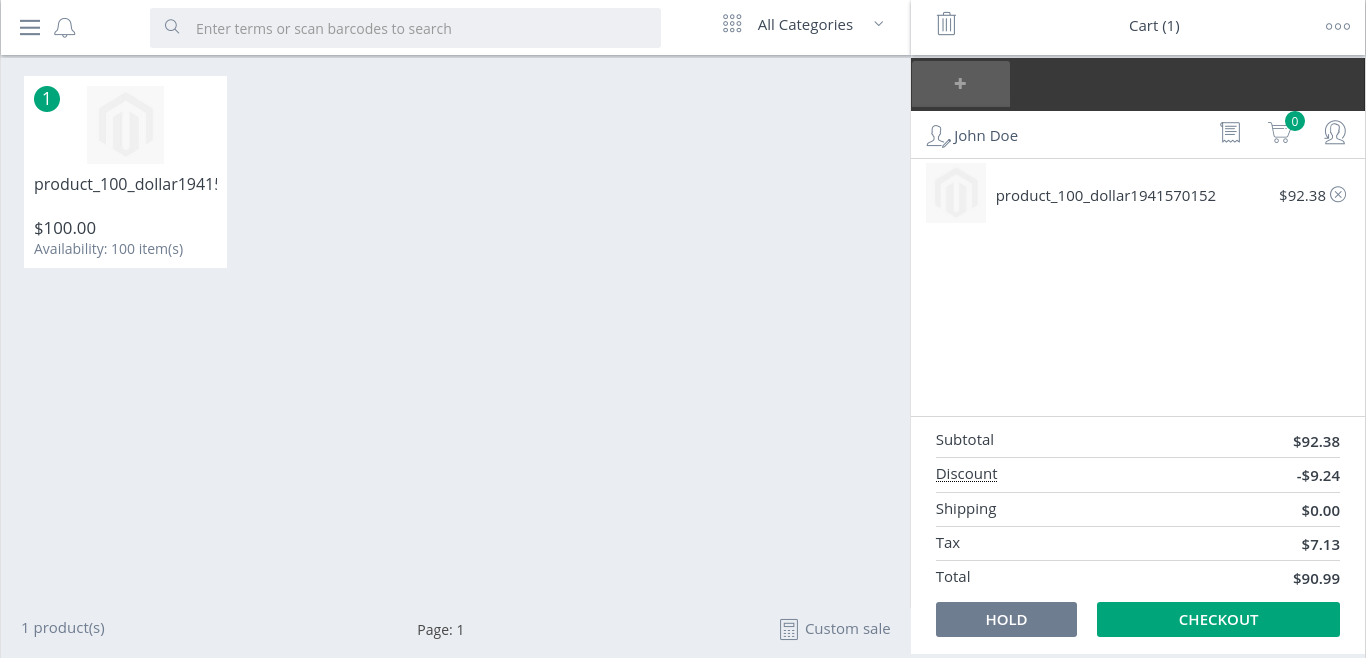 Enter terms or scan barcodes to search
All Categories
Cart (1)
1
product_100_dollar1941
$100.00
Availability: 100 item(s)
+
John Doe
0
product_100_dollar1941570152 $92.38
Subtotal $92.38
Discount -$9.24
Shipping $0.00
Tax $7.13
Total $90.99
HOLD CHECKOUT
1 product(s)
Page: 1
Custom sale